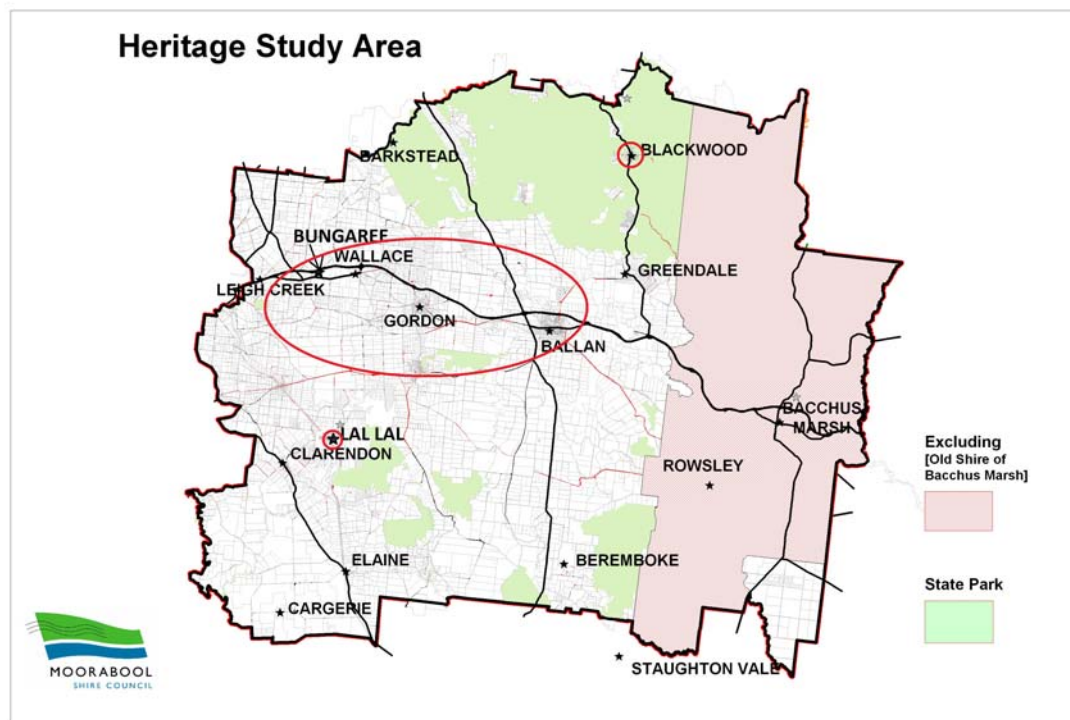 Heritage Study Area
BLACKWOOD
BARKSTEAD
BUNGAREE
WALLACE
LEIGH CREEK
GREENDALE
GORDON
BALLAN
BACCHUS
MARSH
LAL LAL
CLARENDON
ROWSLEY
ELAINE
BEREMBOKE
CARGERIE
STAUGHTON VALE
Excluding
[Old Shire of
Bacchus Marsh]
State Park
MOORABOOL
SHIRE COUNCIL